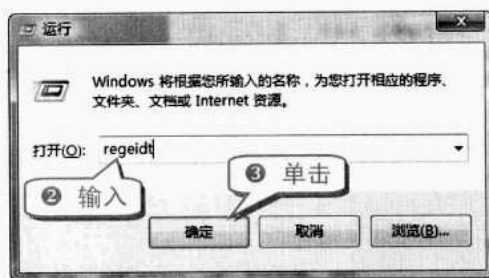 运行
Windows 将根据您所输入的名称，为您打开相应的程序、
文件夹、文档或 Internet 资源。
打开(O): regeidt
❷ 输入
❸ 单击
确定 取消 浏览(B)...